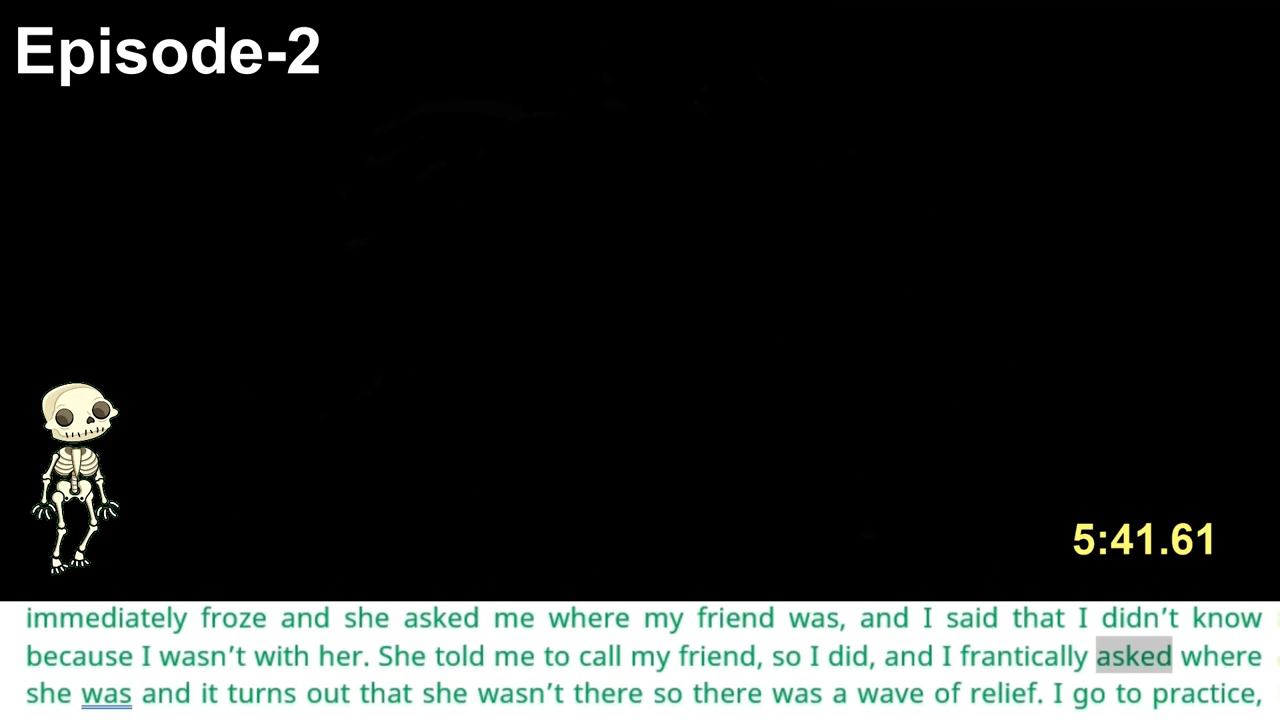 Episode-2
5:41.61
immediately froze and she asked me where my friend was, and I said that I didn’t know
because I wasn’t with her. She told me to call my friend, so I did, and I frantically asked where
she was and it turns out that she wasn’t there so there was a wave of relief. I go to practice,